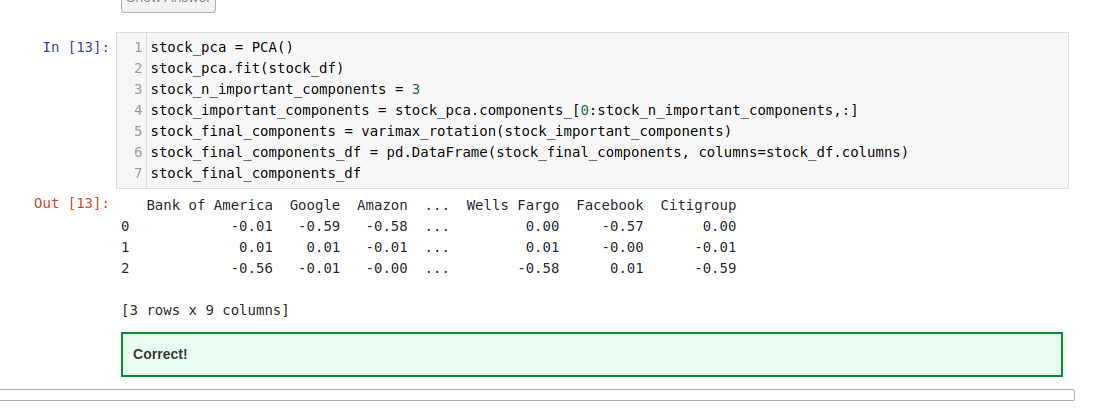 Show Answer
In [13]:
1 stock_pca = PCA()
2 stock_pca.fit(stock_df)
3 stock_n_important_components = 3
4 stock_important_components = stock_pca.components_[0:stock_n_important_components,:]
5 stock_final_components = varimax_rotation(stock_important_components)
6 stock_final_components_df = pd.DataFrame(stock_final_components, columns=stock_df.columns)
7 stock_final_components_df
Out [13]:
Bank of America Google Amazon ... Wells Fargo Facebook Citigroup
0 -0.01 -0.59 -0.58 ... 0.00 -0.57 0.00
1 0.01 0.01 -0.01 ... 0.01 -0.00 -0.01
2 -0.56 -0.01 -0.00 ... -0.58 0.01 -0.59
[3 rows x 9 columns]
Correct!